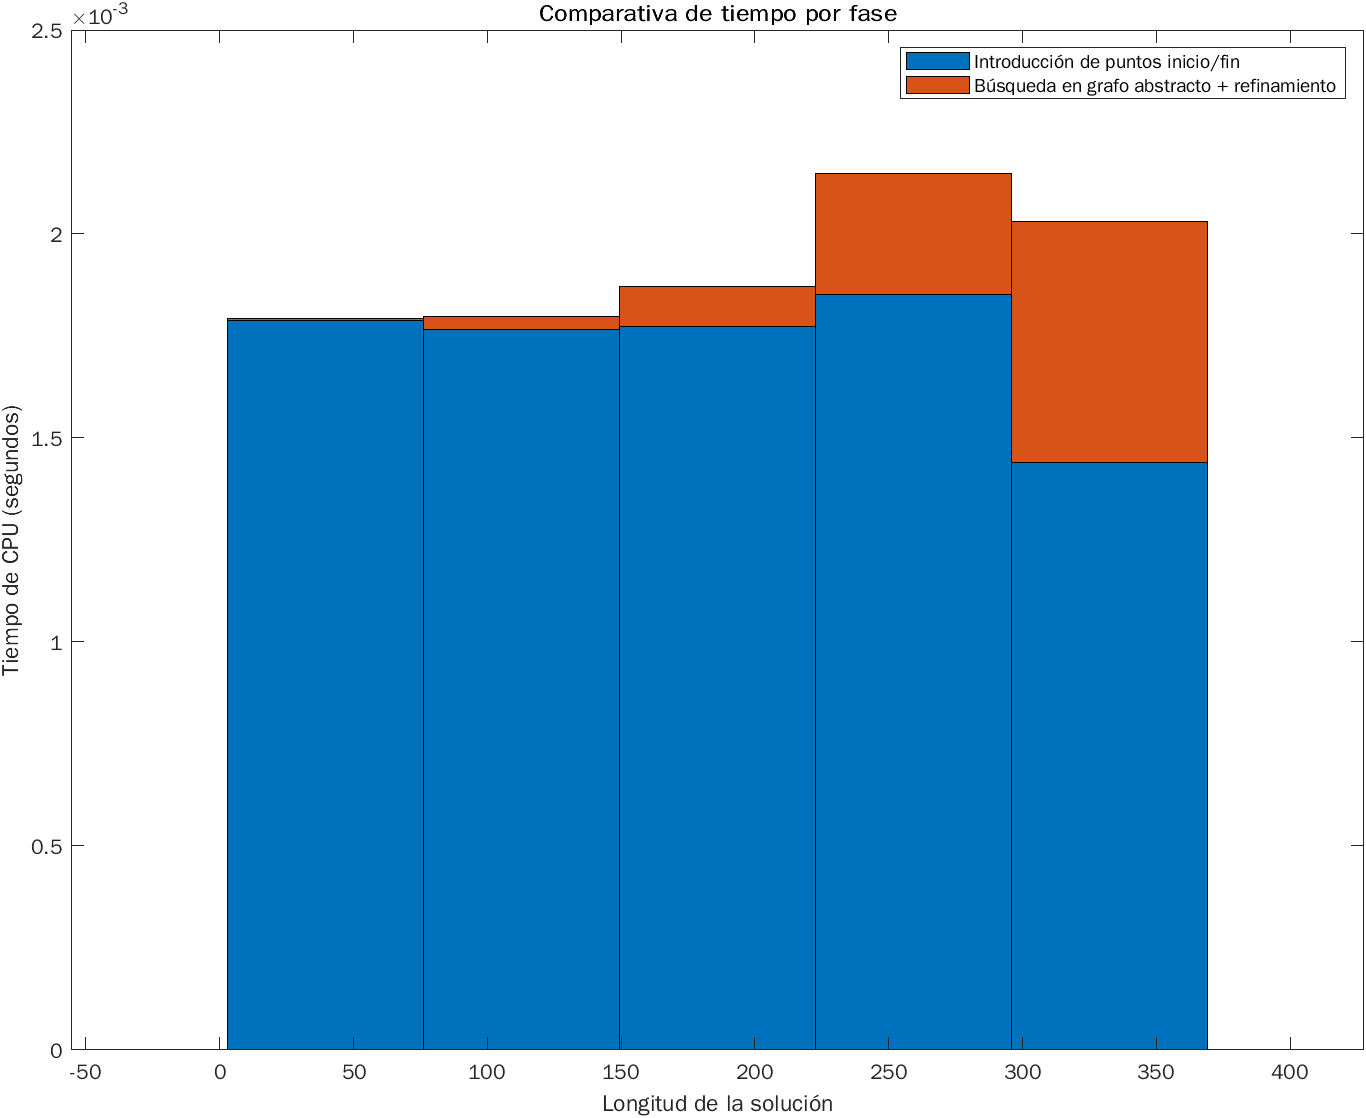 Comparativa de tiempo por fase
×10-3
2.5
2
1.5
1
0.5
0
Tiempo de CPU (segundos)
Introducción de puntos inicio/fin
Búsqueda en grafo abstracto + refinamiento
-50 0 50 100 150 200 250 300 350 400
Longitud de la solución